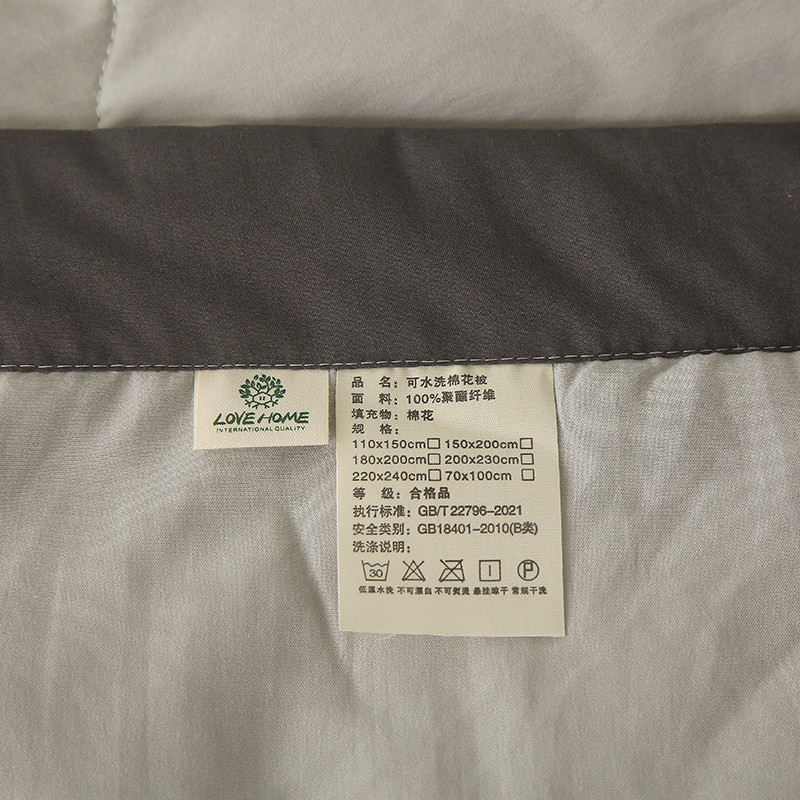 LOVE HOME
INTERNATIONAL QUALITY
品 名：可水洗棉花被
面 料：100%聚酯纤维
填充物：棉花
规 格：
110x150cm□ 150x200cm□
180x200cm□ 200x230cm□
220x240cm□ 70x100cm □
等 级：合格品
执行标准：GB/T 22796-2021
安全类别：GB18401-2010(B类)
洗涤说明：
30 P
低温水洗 不可漂白 不可熨烫 悬挂晾干 常规干洗